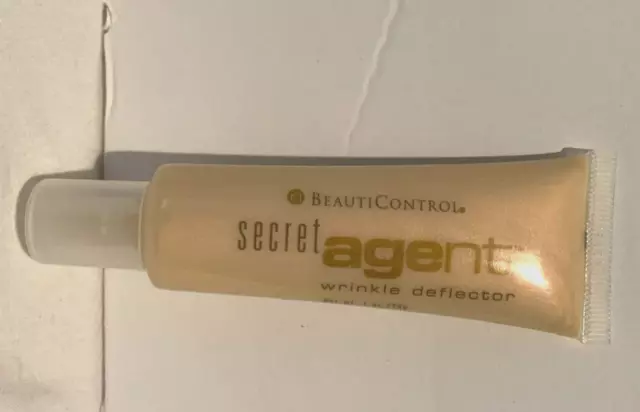 BEAUTICONTROL®
secret agent
wrinkle deflector